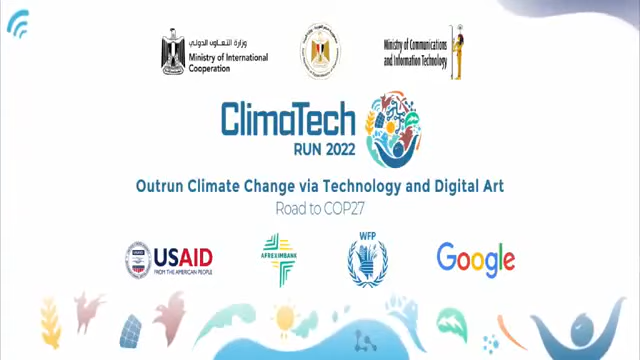 وزارة التعاون الدولي
Ministry of International
Cooperation
Ministry of Communications
and Information Technology
ClimaTech
RUN 2022
Outrun Climate Change via Technology and Digital Art
Road to COP27
USAID
FROM THE AMERICAN PEOPLE
AFREXIMBANK
WFP
Google